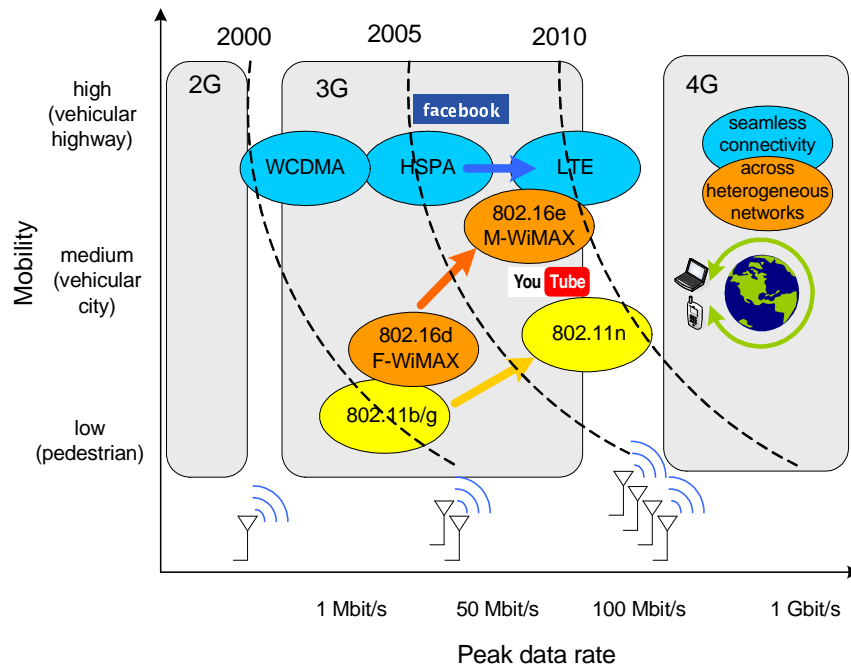 2000
2005
2010
2G
3G
4G
high
(vehicular
highway)
facebook
seamless
connectivity
across
heterogeneous
networks
WCDMA
HSPA
LTE
802.16e
M-WiMAX
Mobility
medium
(vehicular
city)
You Tube
802.16d
F-WiMAX
802.11n
802.11b/g
low
(pedestrian)
1 Mbit/s
50 Mbit/s
100 Mbit/s
1 Gbit/s
Peak data rate